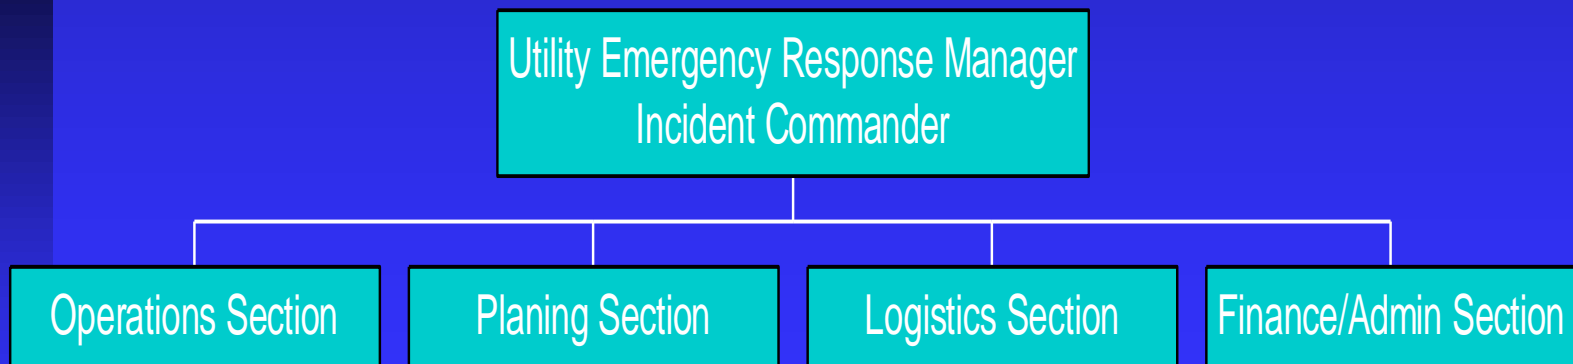 Utility Emergency Response Manager
Incident Commander
Operations Section
Planing Section
Logistics Section
Finance/Admin Section